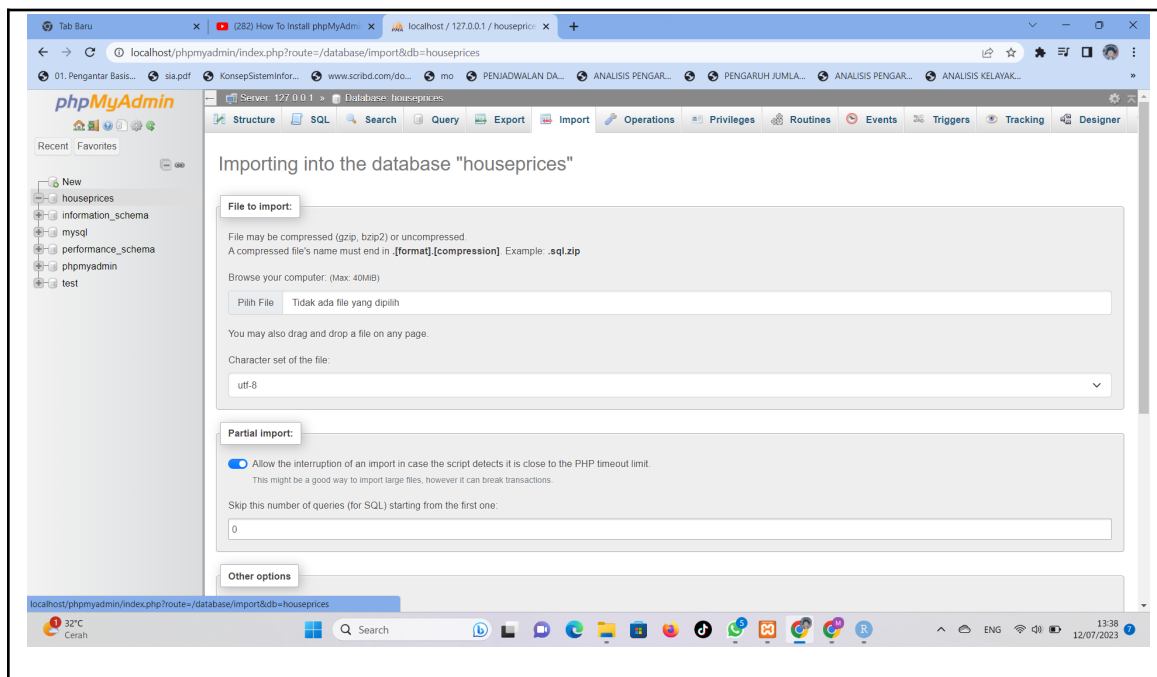 Tab Baru
(282) How To Install phpMyAdmi
localhost / 127.0.0.1 / houseprice
localhost/phpmyadmin/index.php?route=/database/import&db=houseprices
01. Pengantar Basis... sia.pdf KonsepSistemInfor... www.scribd.com/do... mo PENJADWALAN DA... ANALISIS PENGAR... PENGARUH JUMLA... ANALISIS PENGAR... ANALISIS KELAYAK... »
phpMyAdmin
Recent Favorites
New
houseprices
information_schema
mysql
performance_schema
phpmyadmin
test
Server: 127.0.0.1 » Database: houseprices
Structure SQL Search Query Export Import Operations Privileges Routines Events Triggers Tracking Designer
Importing into the database "houseprices"
File to import:
File may be compressed (gzip, bzip2) or uncompressed.
A compressed file's name must end in .[format].[compression]. Example: .sql.zip
Browse your computer: (Max: 40MiB)
Pilih File Tidak ada file yang dipilih
You may also drag and drop a file on any page.
Character set of the file:
utf-8
Partial import:
Allow the interruption of an import in case the script detects it is close to the PHP timeout limit.
This might be a good way to import large files, however it can break transactions.
Skip this number of queries (for SQL) starting from the first one:
0
Other options
localhost/phpmyadmin/index.php?route=/database/import&db=houseprices
1 32°C
Cerah
Search
5
M
R
ENG
13:38
12/07/2023
7